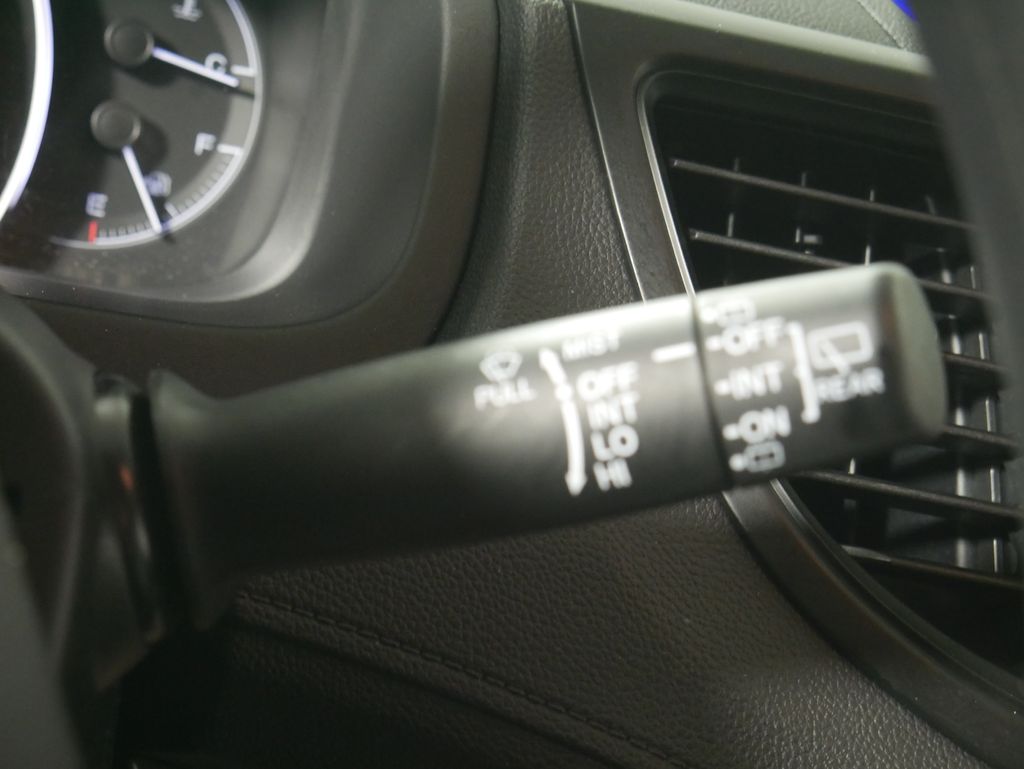 C
F
E
PULL
MIST
OFF
INT
LO
HI
-OFF
-INT
-ON
REAR